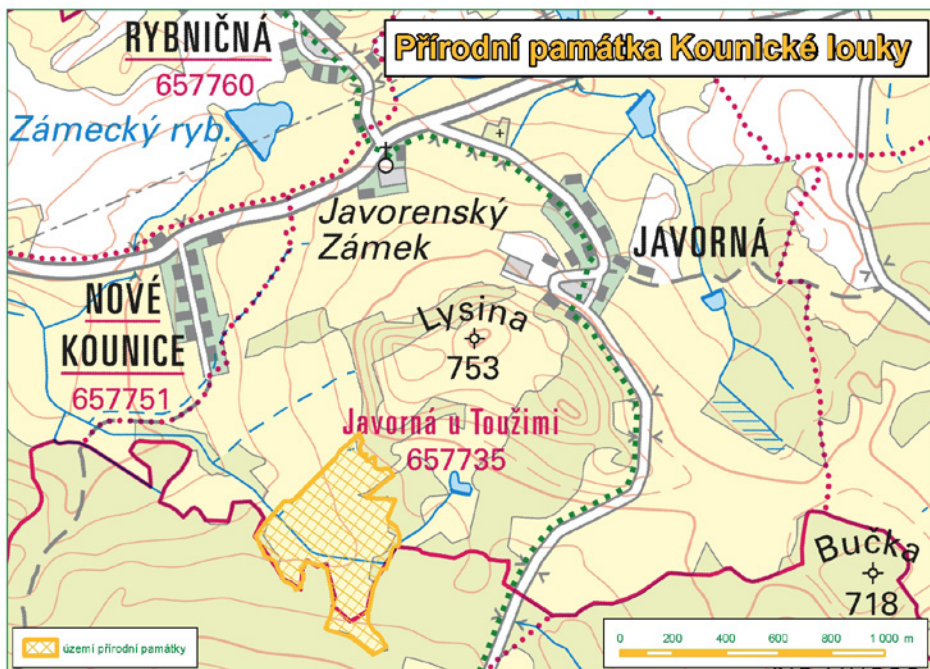 Přírodní památka Kounické louky
RYBNIČNÁ
657760
Zámecký ryb.
Javorenský
Zámek
JAVORNÁ
NOVÉ
KOUNICE
657751
Lysina
753
Javorná u Toužimi
657735
Bučka
718
území přírodní památky
0 200 400 600 800 1 000 m